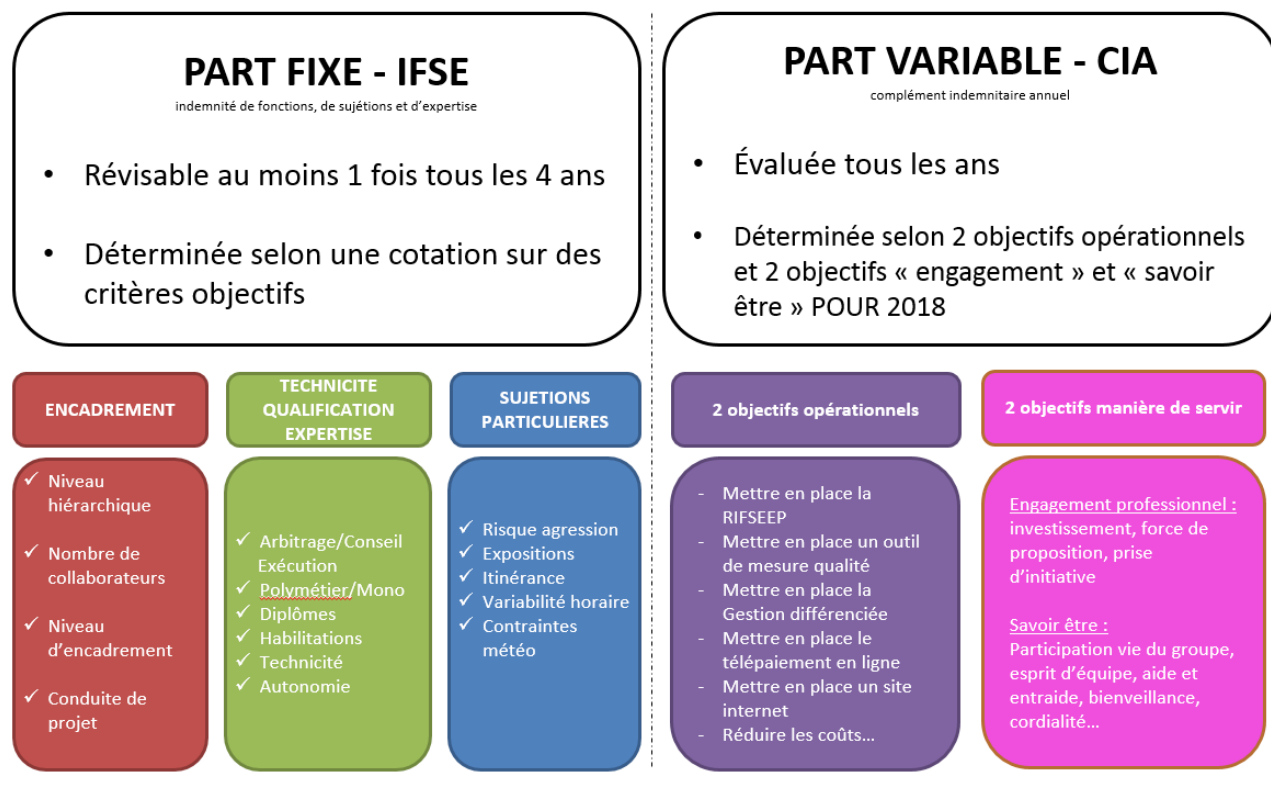 PART FIXE - IFSE
indemnité de fonctions, de sujétions et d’expertise
• Révisable au moins 1 fois tous les 4 ans
• Déterminée selon une cotation sur des
critères objectifs
PART VARIABLE - CIA
complément indemnitaire annuel
• Évaluée tous les ans
• Déterminée selon 2 objectifs opérationnels
et 2 objectifs « engagement » et « savoir
être » POUR 2018
ENCADREMENT
✓ Niveau
hiérarchique
✓ Nombre de
collaborateurs
✓ Niveau
d’encadrement
✓ Conduite de
projet
TECHNICITE
QUALIFICATION
EXPERTISE
✓ Arbitrage/Conseil
Exécution
✓ Polymétier/Mono
✓ Diplômes
✓ Habilitations
✓ Technicité
✓ Autonomie
SUJETIONS
PARTICULIERES
✓ Risque agression
✓ Expositions
✓ Itinérance
✓ Variabilité horaire
✓ Contraintes
météo
2 objectifs opérationnels
- Mettre en place la
RIFSEEP
- Mettre en place un outil
de mesure qualité
- Mettre en place la
Gestion différenciée
- Mettre en place le
télépaiement en ligne
- Mettre en place un site
internet
- Réduire les coûts…
2 objectifs manière de servir
Engagement professionnel :
investissement, force de
proposition, prise
d’initiative
Savoir être :
Participation vie du groupe,
esprit d’équipe, aide et
entraide, bienveillance,
cordialité…